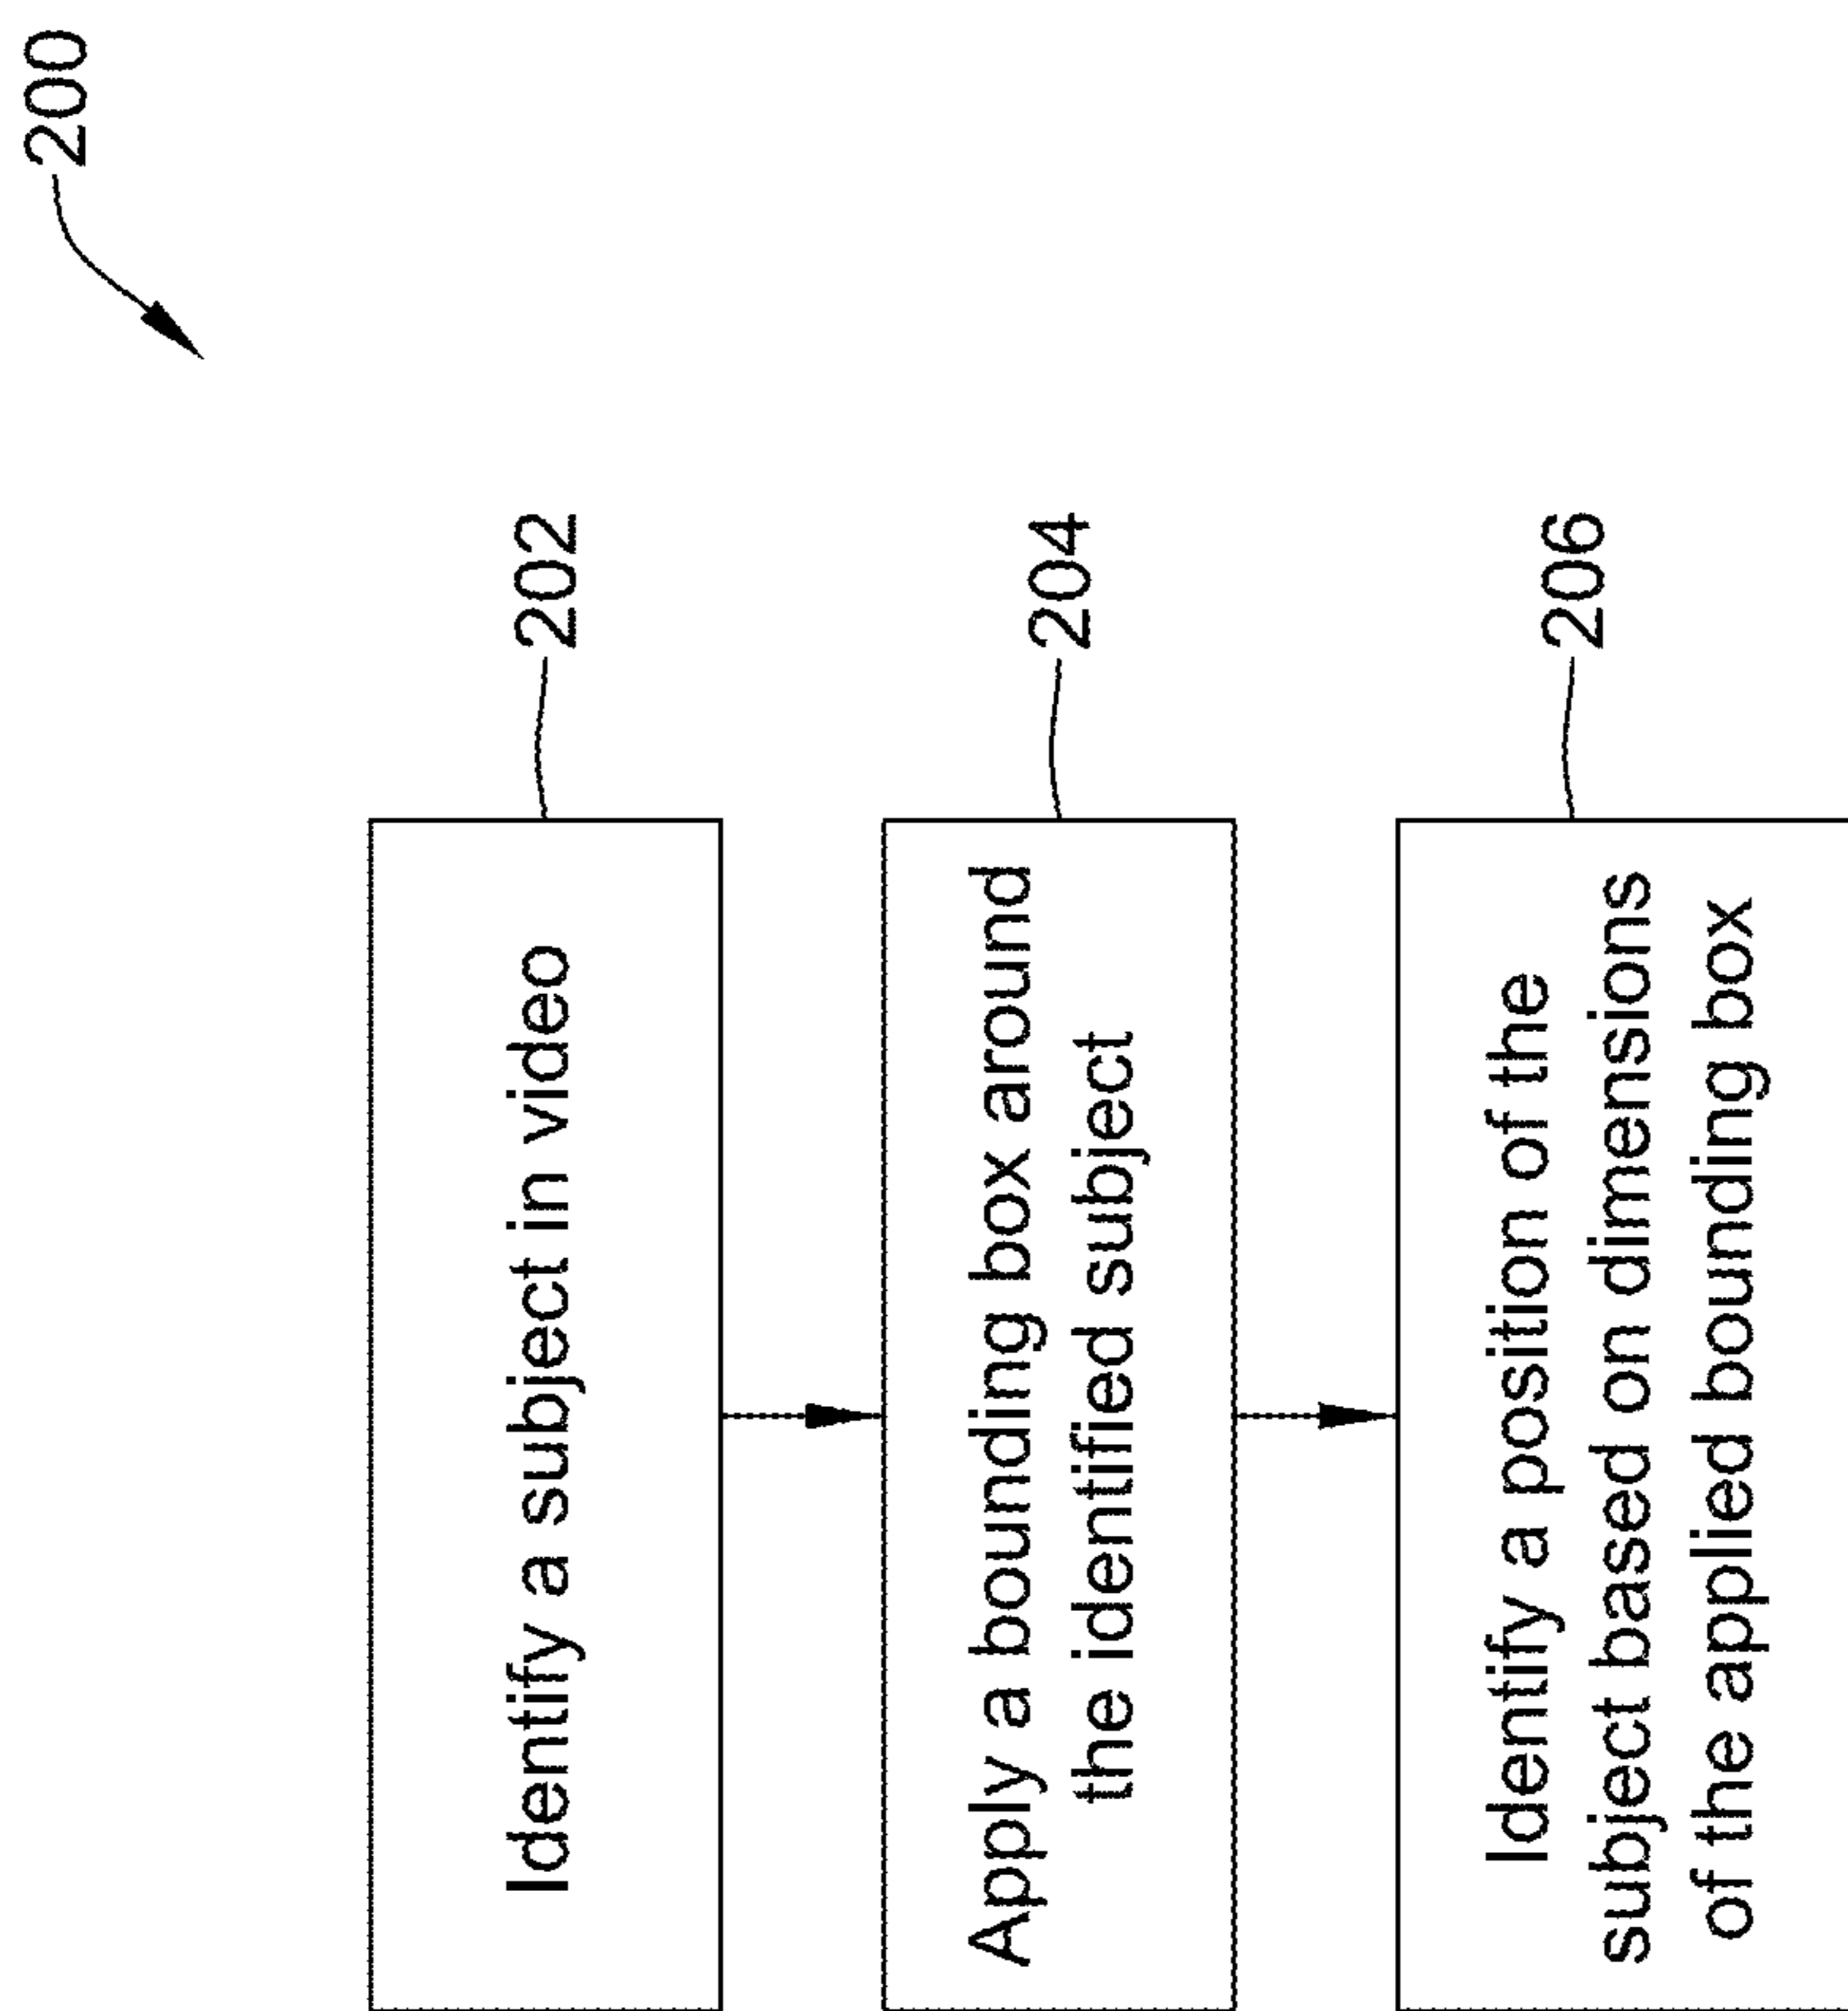 200
Identify a subject in video
202
Apply a bounding box around
the identified subject
204
Identify a position of the
subject based on dimensions
of the applied bounding box
206